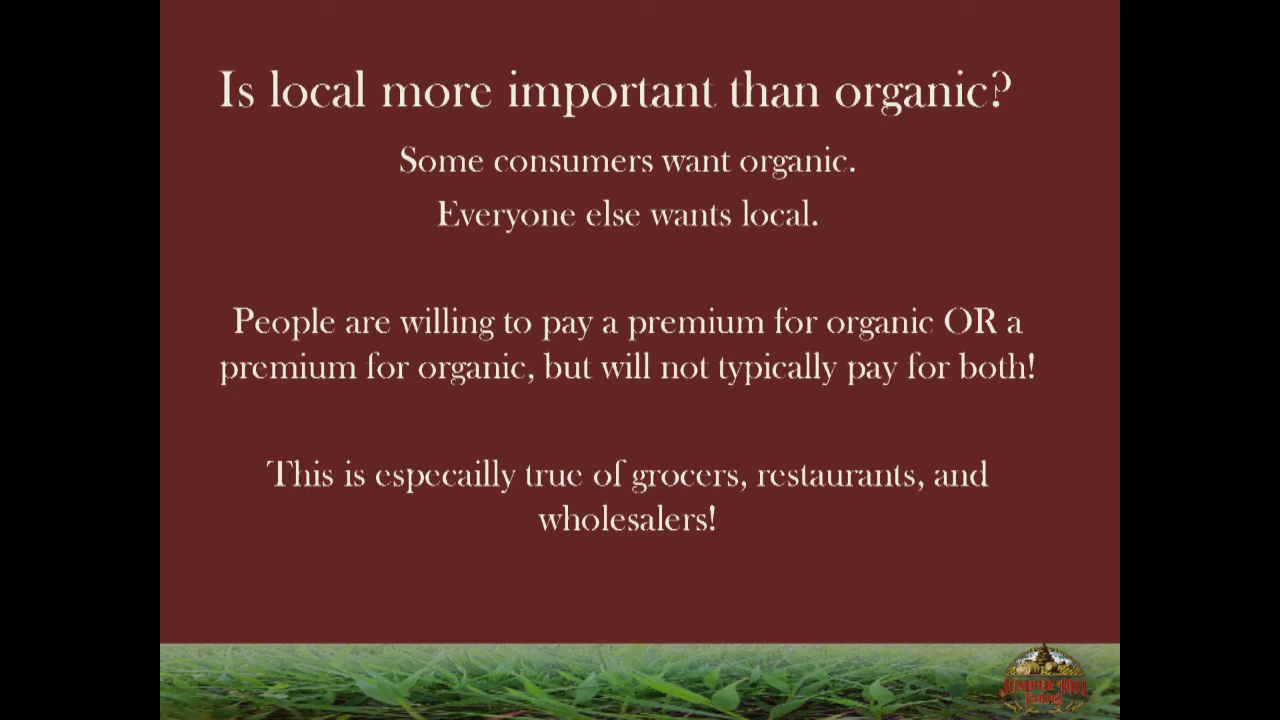 Is local more important than organic?
Some consumers want organic.
Everyone else wants local.
People are willing to pay a premium for organic OR a
premium for organic, but will not typically pay for both!
This is especailly true of grocers, restaurants, and
wholesalers!